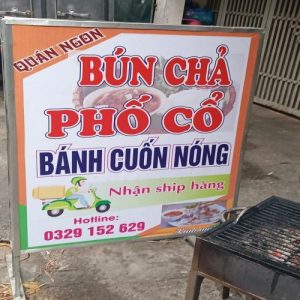 QUÁN NGON
BÚN CHẢ
PHỐ CỔ
BÁNH CUỐN NÓNG
Nhận ship hàng
Hotline:
0329 152 629